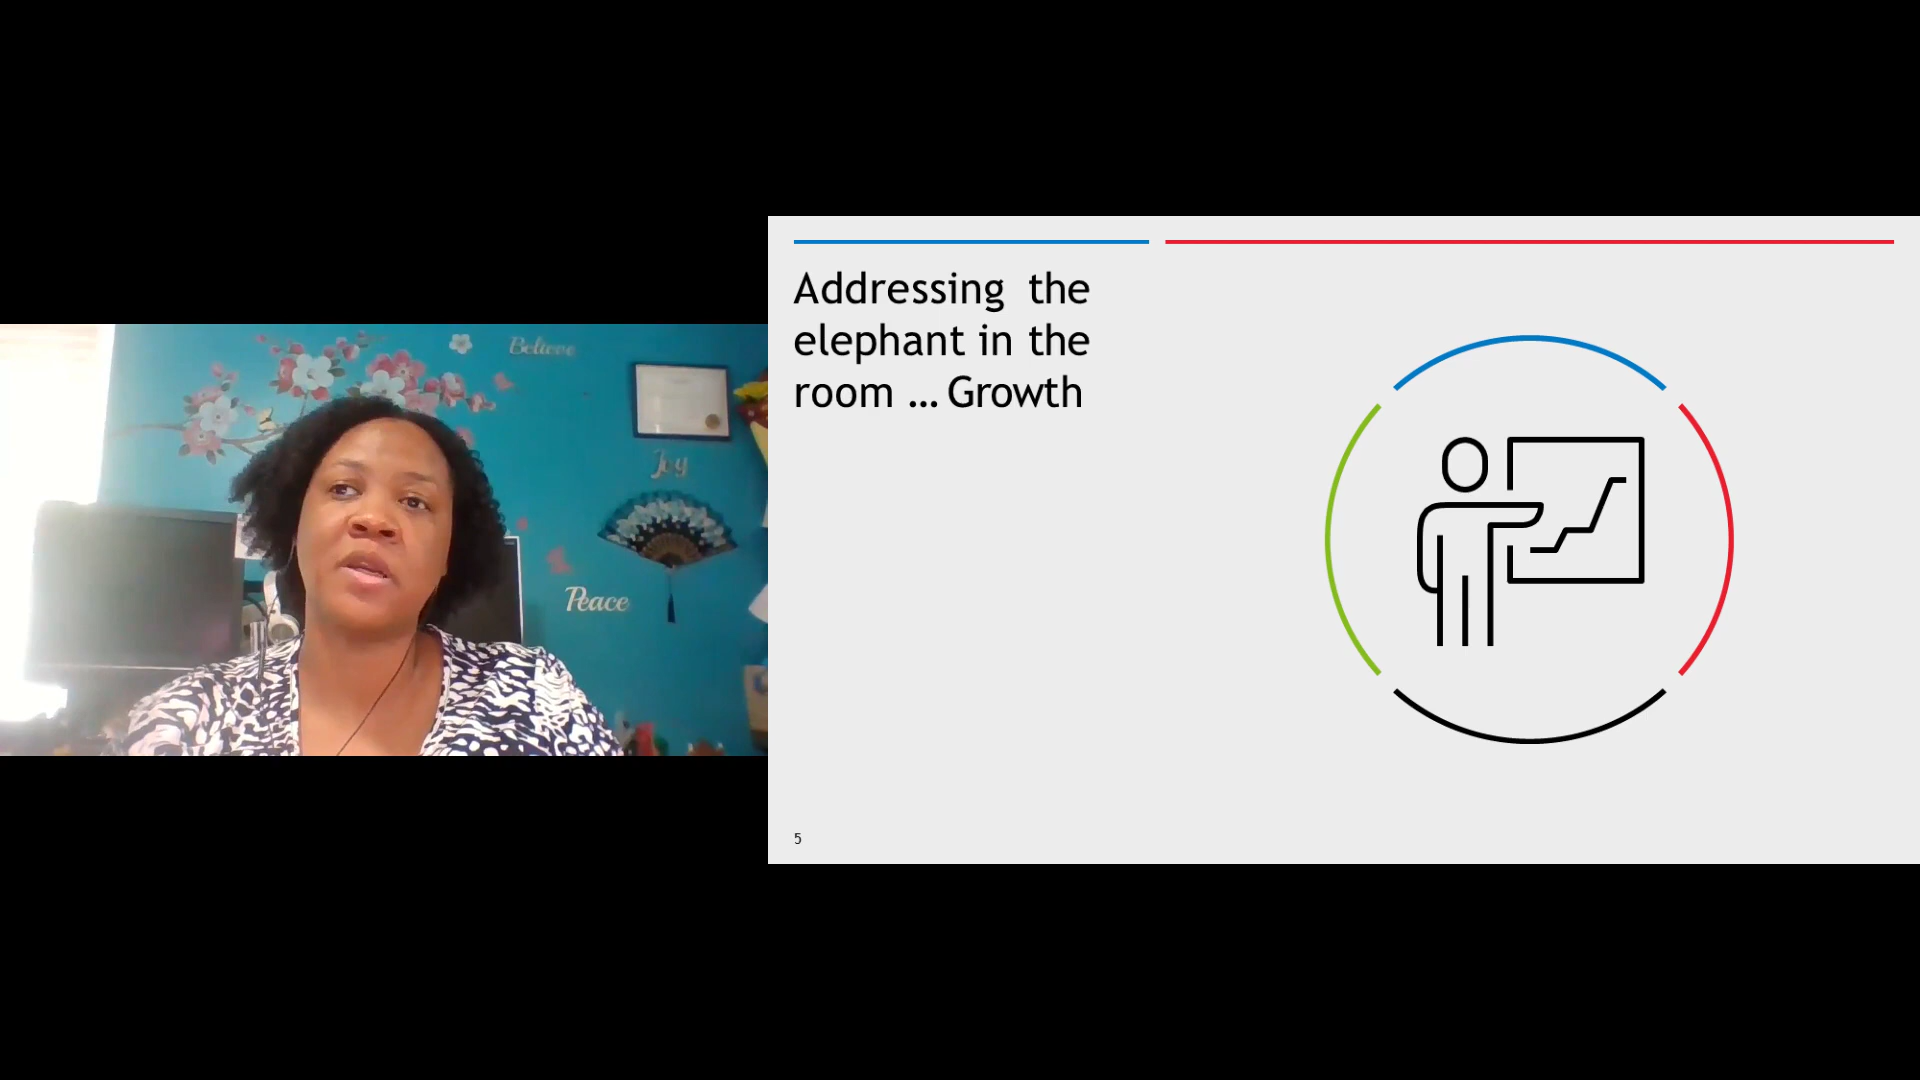 Believe
Joy
Peace
Addressing the
elephant in the
room ... Growth
5